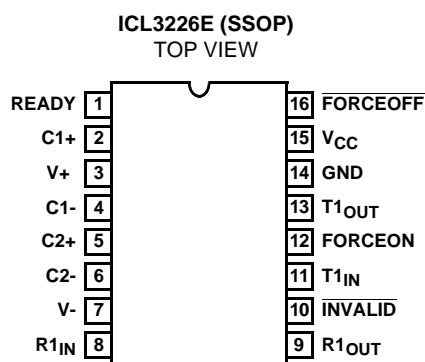 ICL3226E (SSOP)
TOP VIEW
READY 1 16 FORCEOFF
C1+ 2 15 VCC
V+ 3 14 GND
C1- 4 13 T1OUT
C2+ 5 12 FORCEON
C2- 6 11 T1IN
V- 7 10 INVALID
R1IN 8 9 R1OUT